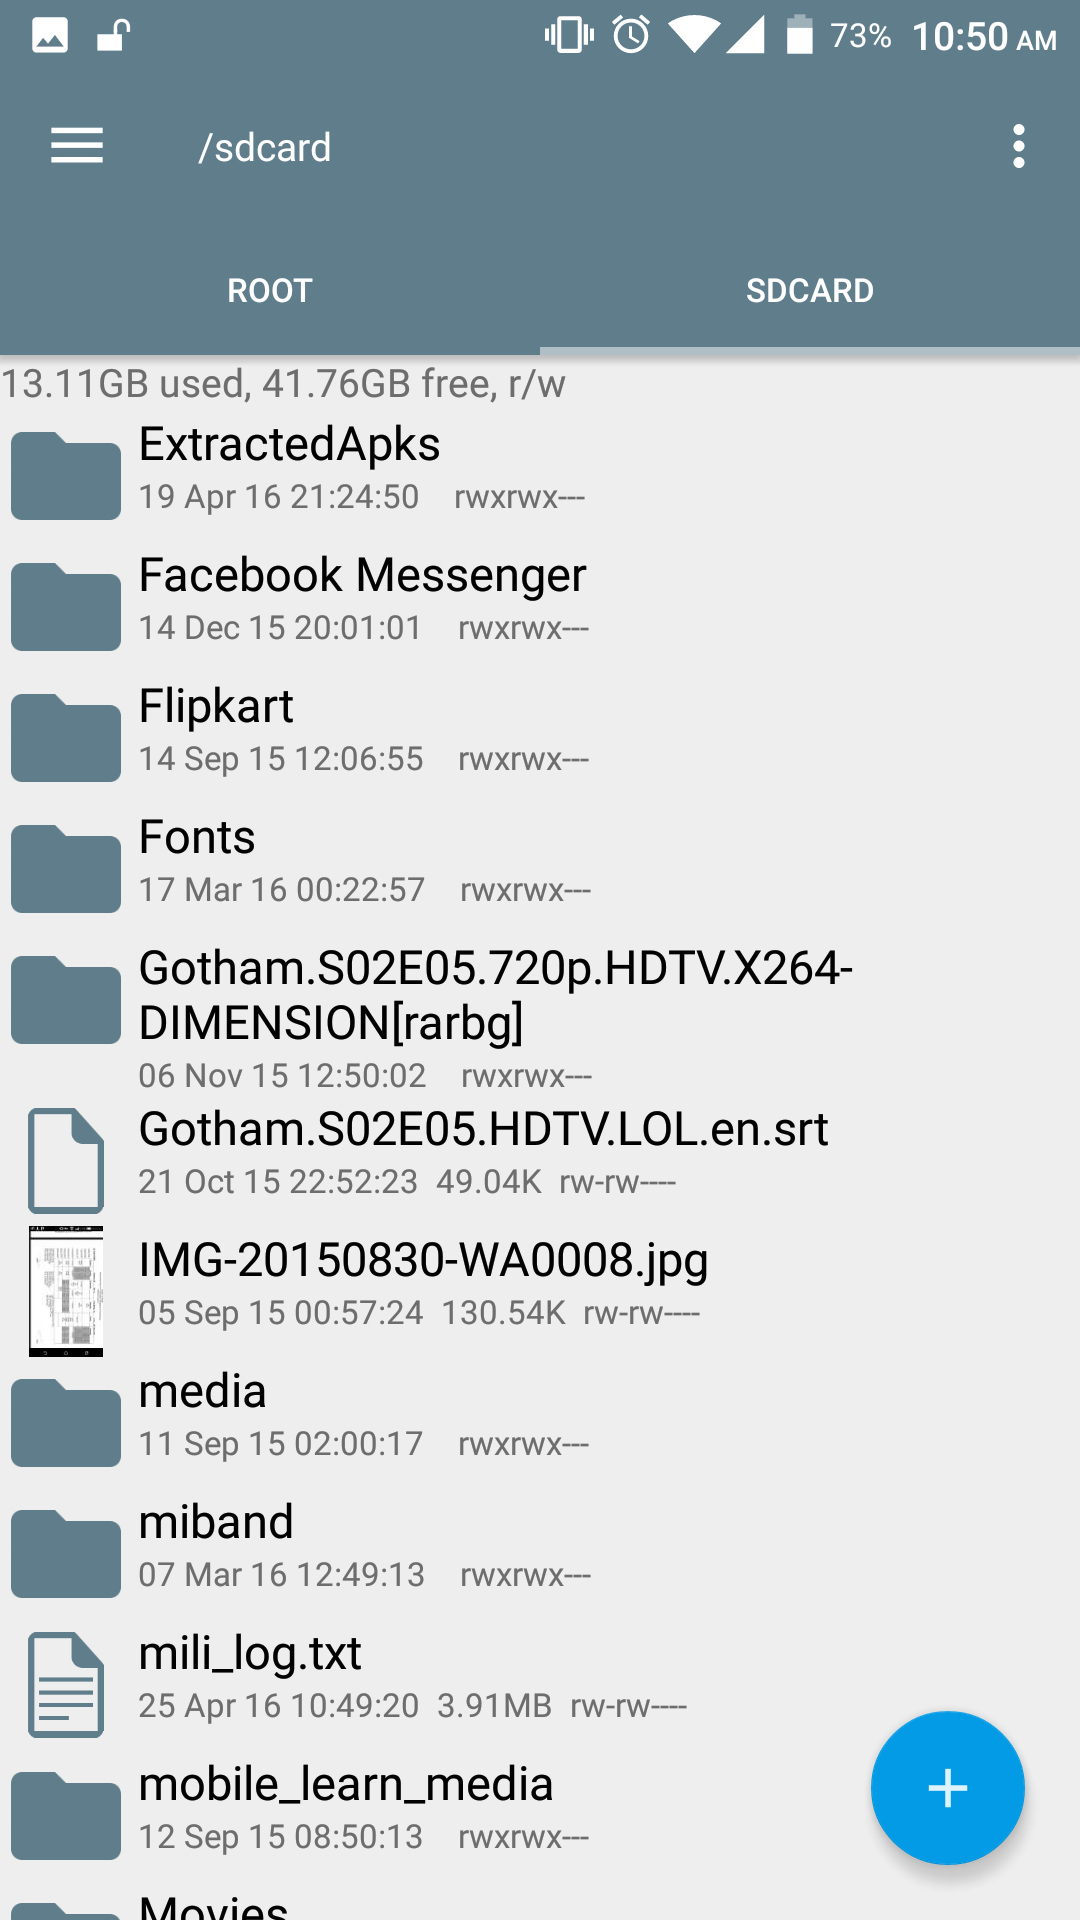 73% 10:50 AM
/sdcard
ROOT SDCARD
13.11GB used, 41.76GB free, r/w
ExtractedApks
19 Apr 16 21:24:50 rwxrwx---
Facebook Messenger
14 Dec 15 20:01:01 rwxrwx---
Flipkart
14 Sep 15 12:06:55 rwxrwx---
Fonts
17 Mar 16 00:22:57 rwxrwx---
Gotham.S02E05.720p.HDTV.X264-
DIMENSION[rarbg]
06 Nov 15 12:50:02 rwxrwx---
Gotham.S02E05.HDTV.LOL.en.srt
21 Oct 15 22:52:23 49.04K rw-rw----
IMG-20150830-WA0008.jpg
05 Sep 15 00:57:24 130.54K rw-rw----
media
11 Sep 15 02:00:17 rwxrwx---
miband
07 Mar 16 12:49:13 rwxrwx---
mili_log.txt
25 Apr 16 10:49:20 3.91MB rw-rw----
mobile_learn_media
12 Sep 15 08:50:13 rwxrwx---
Movies